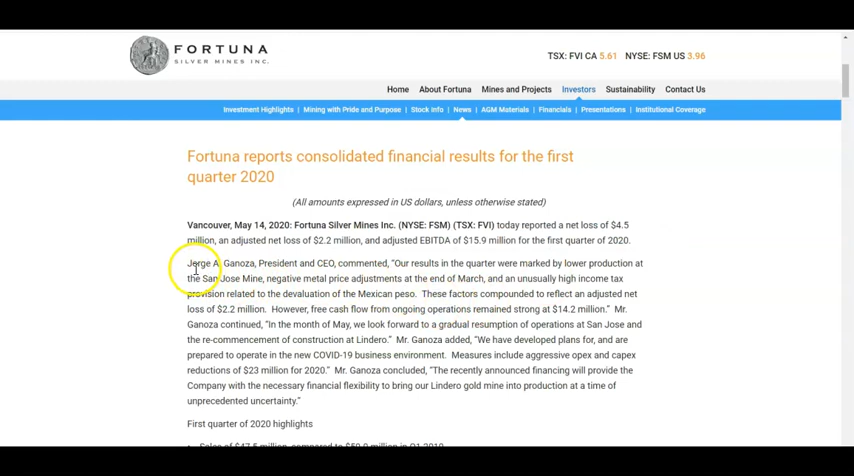 FORTUNA
SILVER MINES INC.
TSX: FVI CA 5.61 NYSE: FSM US 3.96
Home About Fortuna Mines and Projects Investors Sustainability Contact Us
Investment Highlights | Mining with Pride and Purpose | Stock Info | News | AGM Materials | Financials | Presentations | Institutional Coverage
Fortuna reports consolidated financial results for the first
quarter 2020
(All amounts expressed in US dollars, unless otherwise stated)
Vancouver, May 14, 2020: Fortuna Silver Mines Inc. (NYSE: FSM) (TSX: FVI) today reported a net loss of $4.5
million, an adjusted net loss of $2.2 million, and adjusted EBITDA of $15.9 million for the first quarter of 2020.
Jorge A. Ganoza, President and CEO, commented, “Our results in the quarter were marked by lower production at
the San Jose Mine, negative metal price adjustments at the end of March, and an unusually high income tax
provision related to the devaluation of the Mexican peso. These factors compounded to reflect an adjusted net
loss of $2.2 million. However, free cash flow from ongoing operations remained strong at $14.2 million.” Mr.
Ganoza continued, “In the month of May, we look forward to a gradual resumption of operations at San Jose and
the re-commencement of construction at Lindero.” Mr. Ganoza added, “We have developed plans for, and are
prepared to operate in the new COVID-19 business environment. Measures include aggressive opex and capex
reductions of $23 million for 2020.” Mr. Ganoza concluded, “The recently announced financing will provide the
Company with the necessary financial flexibility to bring our Lindero gold mine into production at a time of
unprecedented uncertainty.”
First quarter of 2020 highlights
Sales of $47.5 million, compared to $59.0 million in Q1 2019